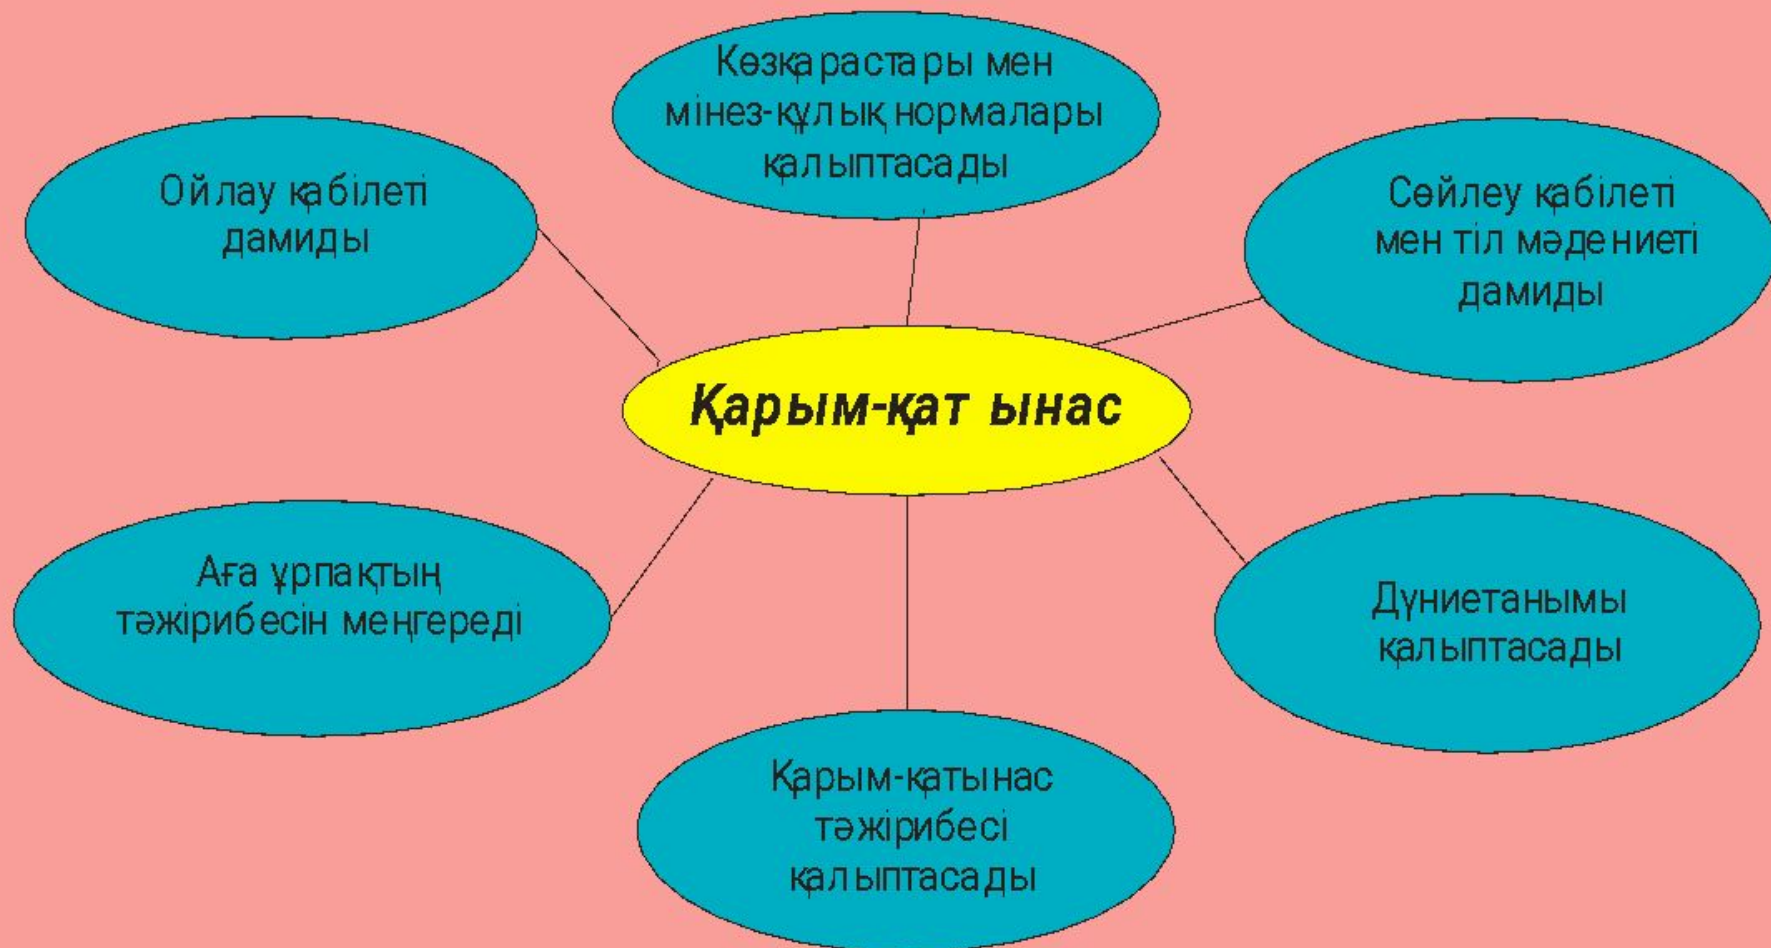 Көзқарастары мен
мінез-құлық нормалары
қалыптасады
Ойлау қабілеті
дамиды
Сөйлеу қабілеті
мен тіл мәдениеті
дамиды
Қарым-қат ынас
Аға ұрпақтың
тәжірибесін меңгереді
Дүниетанымы
қалыптасады
Қарым-қатынас
тәжірибесі
қалыптасады